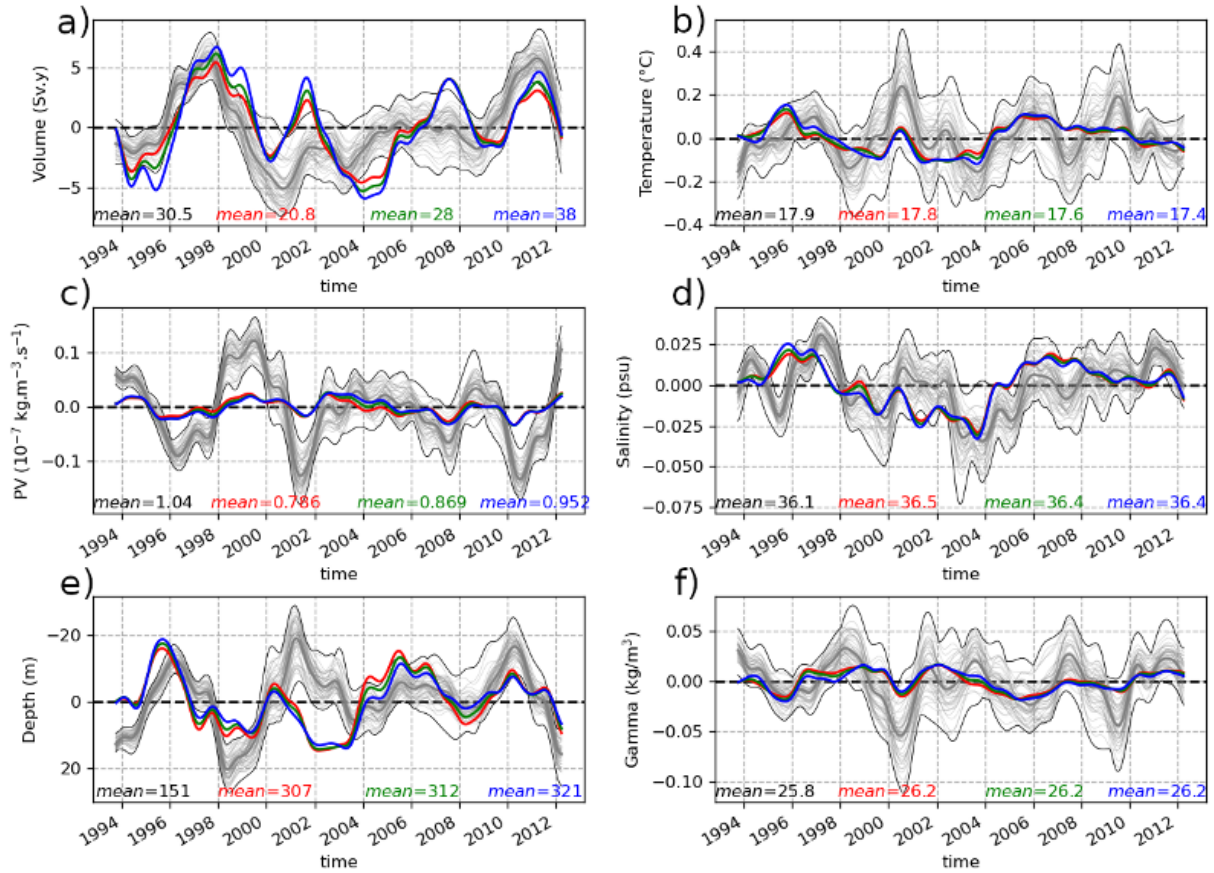 a)
Volume (Sv.y)
5
0
−5
mean=30.5 mean=20.8 mean=28 mean=38
1994 1996 1998 2000 2002 2004 2006 2008 2010 2012
time
b)
Temperature (°C)
0.4
0.2
0.0
−0.2
−0.4
mean=17.9 mean=17.8 mean=17.6 mean=17.4
1994 1996 1998 2000 2002 2004 2006 2008 2010 2012
time
c)
PV (10⁻⁷ kg.m⁻³.s⁻¹)
0.1
0.0
−0.1
mean=1.04 mean=0.786 mean=0.869 mean=0.952
1994 1996 1998 2000 2002 2004 2006 2008 2010 2012
time
d)
Salinity (psu)
0.025
0.000
−0.025
−0.050
−0.075
mean=36.1 mean=36.5 mean=36.4 mean=36.4
1994 1996 1998 2000 2002 2004 2006 2008 2010 2012
time
e)
Depth (m)
−20
0
20
mean=151 mean=307 mean=312 mean=321
1994 1996 1998 2000 2002 2004 2006 2008 2010 2012
time
f)
Gamma (kg/m³)
0.05
0.00
−0.05
−0.10
mean=25.8 mean=26.2 mean=26.2 mean=26.2
1994 1996 1998 2000 2002 2004 2006 2008 2010 2012
time